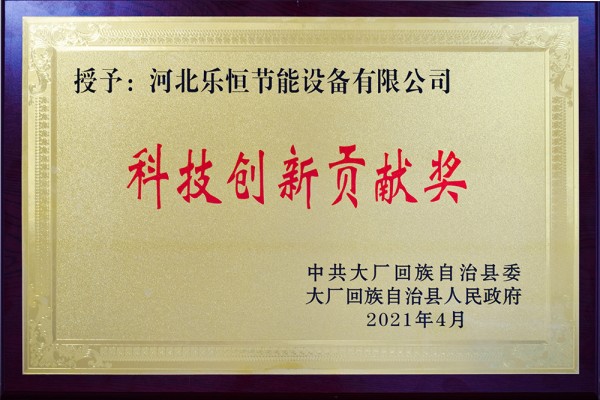 授予：河北乐恒节能设备有限公司
科技创新贡献奖
中共大厂回族自治县委
大厂回族自治县人民政府
2021年4月